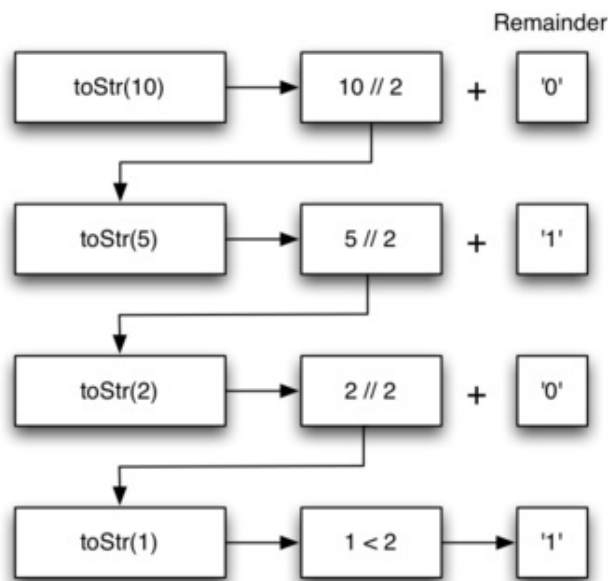 Remainder
toStr(10) 10 // 2 + '0'
toStr(5) 5 // 2 + '1'
toStr(2) 2 // 2 + '0'
toStr(1) 1 < 2 '1'